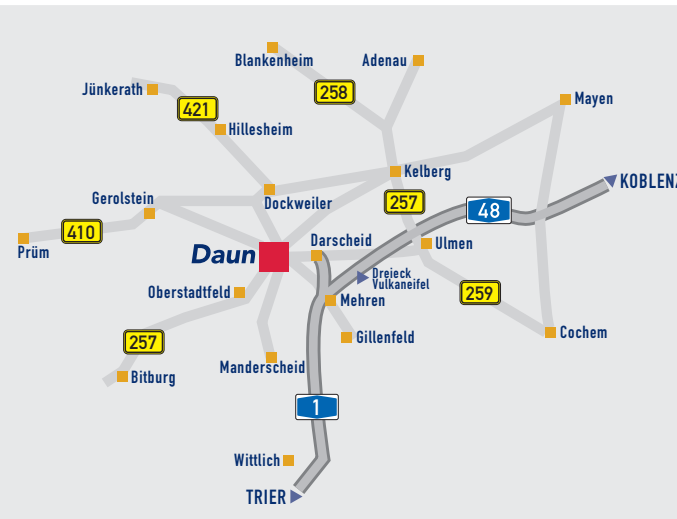 Blankenheim
Adenau
Jünkerath
258
Mayen
421
Hillesheim
Kelberg
KOBLENZ
Gerolstein
Dockweiler
257
48
410
Prüm
Daun
Darscheid
Ulmen
Dreieck
Vulkaneifel
Oberstadtfeld
Mehren
259
257
Gillenfeld
Cochem
Manderscheid
Bitburg
1
Wittlich
TRIER